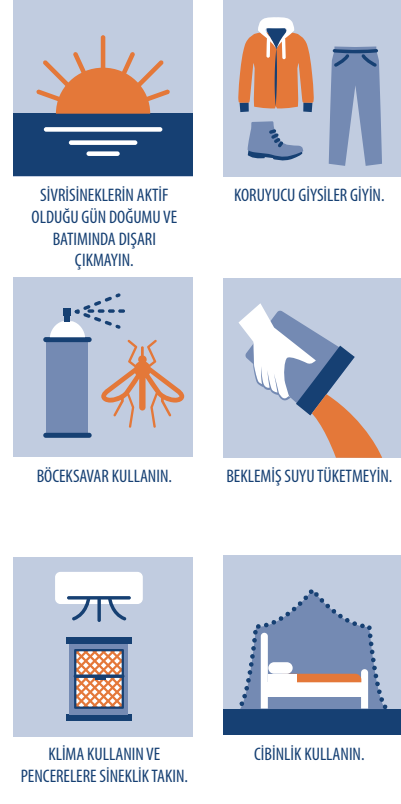 SİVRİSİNEKLERİN AKTİF
OLDUĞU GÜN DOĞUMU VE
BATIMINDA DIŞARI
ÇIKMAYIN.
KORUYUCU GİYSİLER GİYİN.
BÖCEKSAVAR KULLANIN.
BEKLEMİŞ SUYU TÜKETMEYİN.
KLİMA KULLANIN VE
PENCERELERE SİNEKLİK TAKIN.
CİBİNLİK KULLANIN.